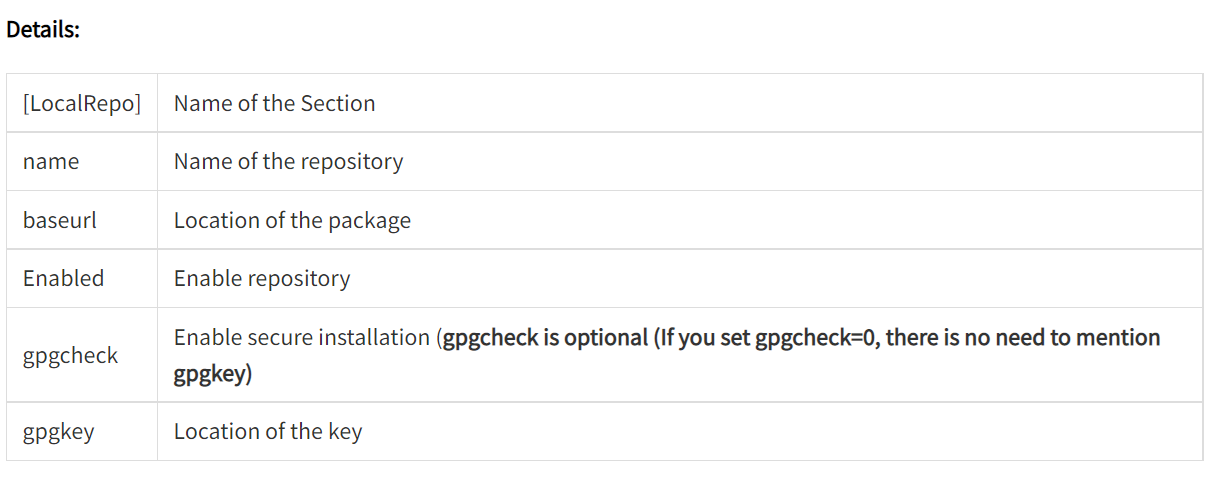 Details:
[LocalRepo] Name of the Section
name Name of the repository
baseurl Location of the package
Enabled Enable repository
gpgcheck Enable secure installation (gpgcheck is optional (If you set gpgcheck=0, there is no need to mention
gpgkey)
gpgkey Location of the key